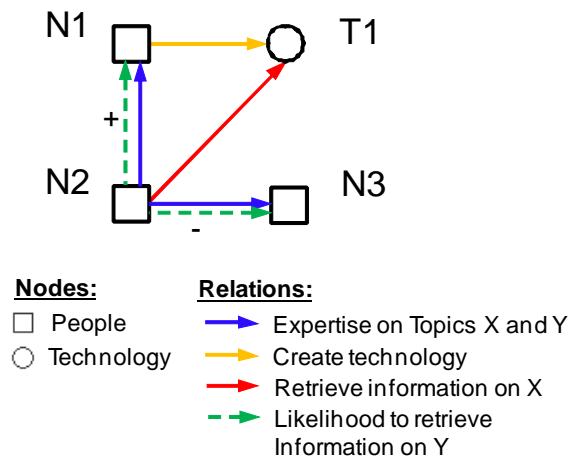 N1
T1
+
N2
N3
-
Nodes:
People
Technology
Relations:
Expertise on Topics X and Y
Create technology
Retrieve information on X
Likelihood to retrieve
Information on Y